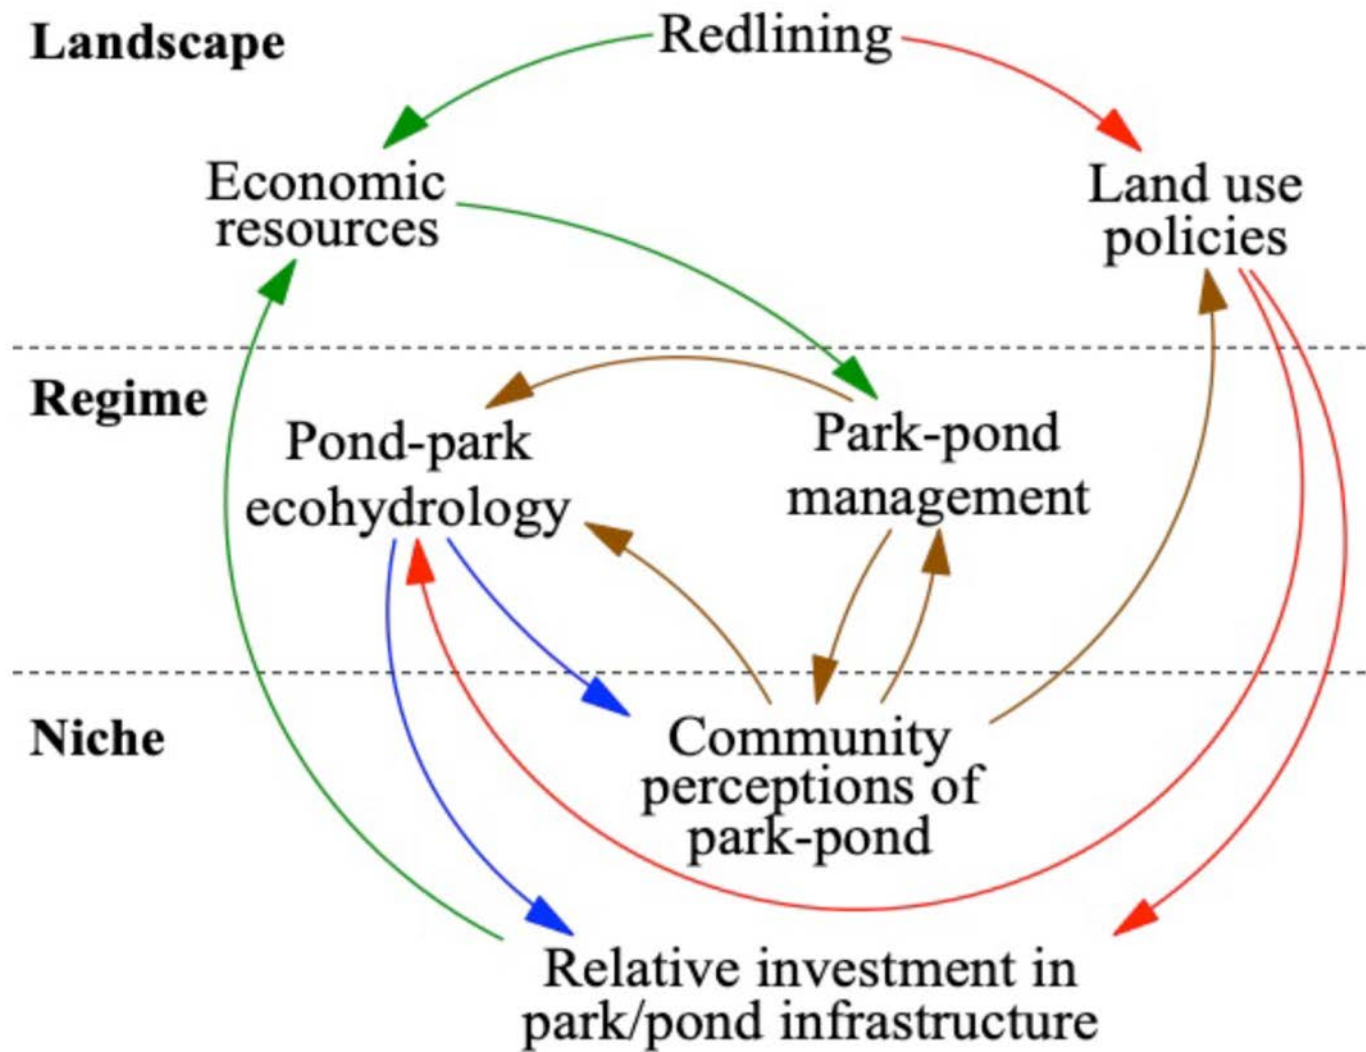 Landscape
Redlining
Economic
resources
Land use
policies
Regime
Pond-park
ecohydrology
Park-pond
management
Niche
Community
perceptions of
park-pond
Relative investment in
park/pond infrastructure